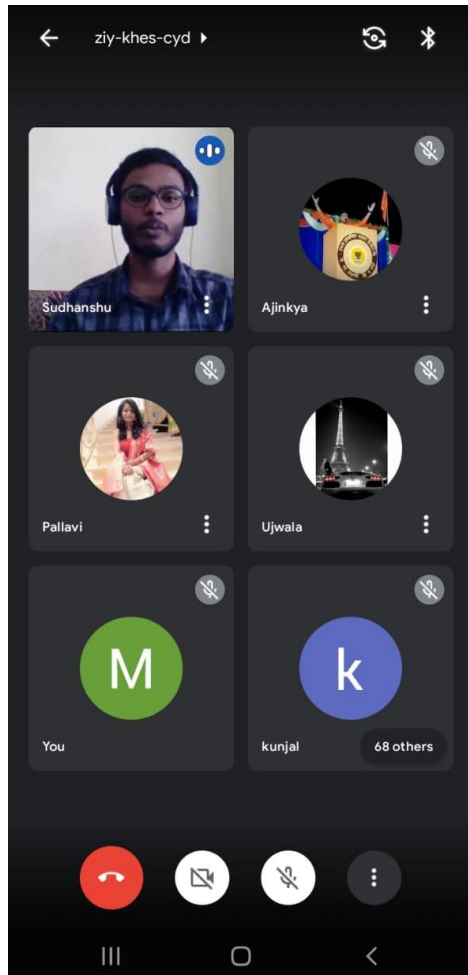 ziy-khes-cyd
Sudhanshu
Ajinkya
Pallavi
Ujwala
M
You
k
kunjal
68 others